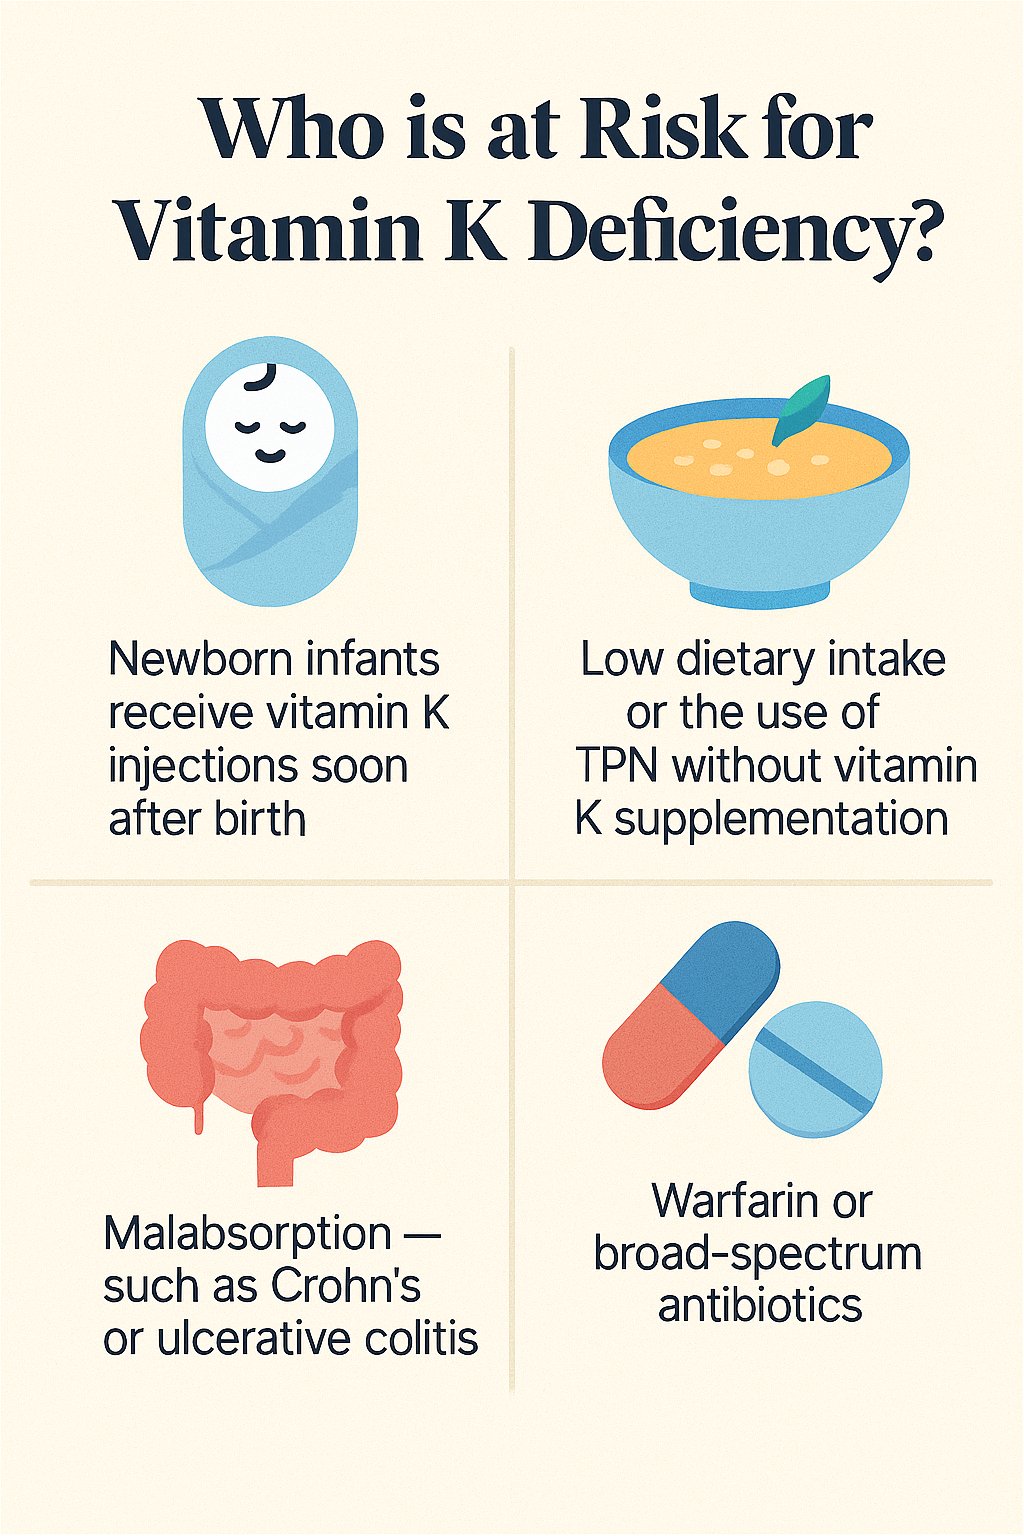 Who is at Risk for
Vitamin K Deficiency?
Newborn infants
receive vitamin K
injections soon
after birth
Low dietary intake
or the use of
TPN without vitamin
K supplementation
Malabsorption —
such as Crohn's
or ulcerative colitis
Warfarin or
broad-spectrum
antibiotics